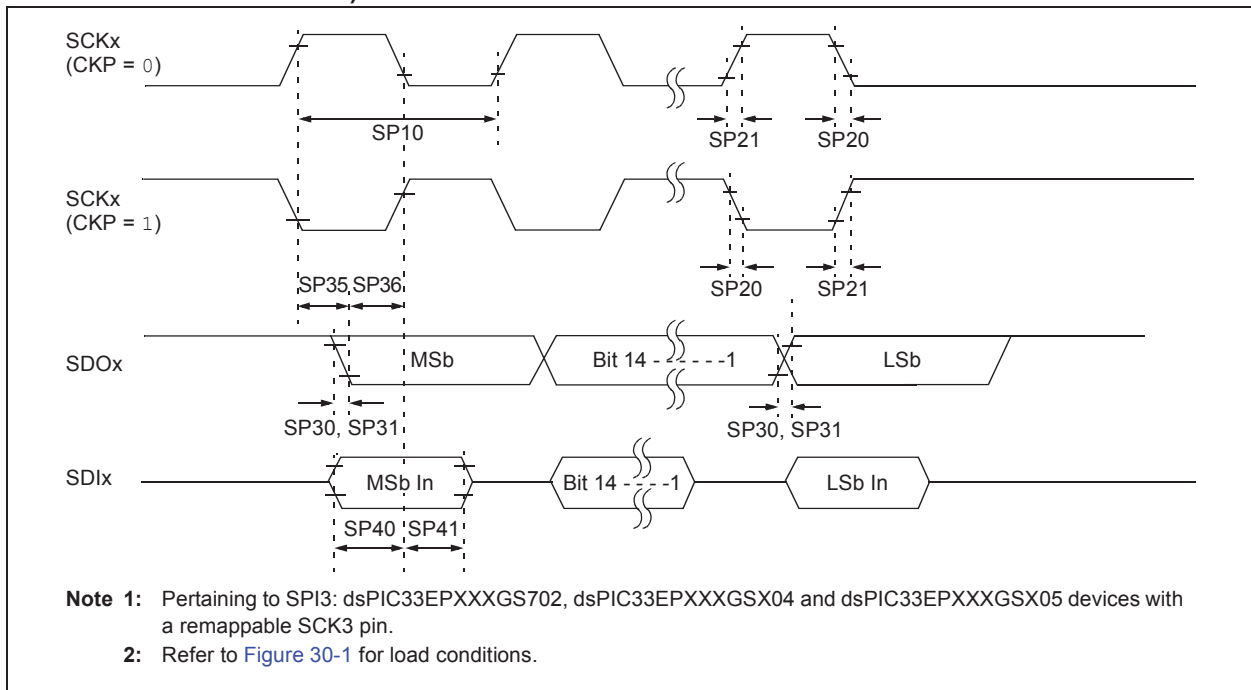 SCKx
(CKP = 0)
SP10
SP21
SP20
SCKx
(CKP = 1)
SP35
SP36
SP20
SP21
SDOx
MSb
Bit 14 - - - - - -1
LSb
SP30, SP31
SP30, SP31
SDIx
MSb In
Bit 14 - - - -1
LSb In
SP40
SP41
Note 1: Pertaining to SPI3: dsPIC33EPXXXGS702, dsPIC33EPXXXGSX04 and dsPIC33EPXXXGSX05 devices with
a remappable SCK3 pin.
2: Refer to Figure 30-1 for load conditions.